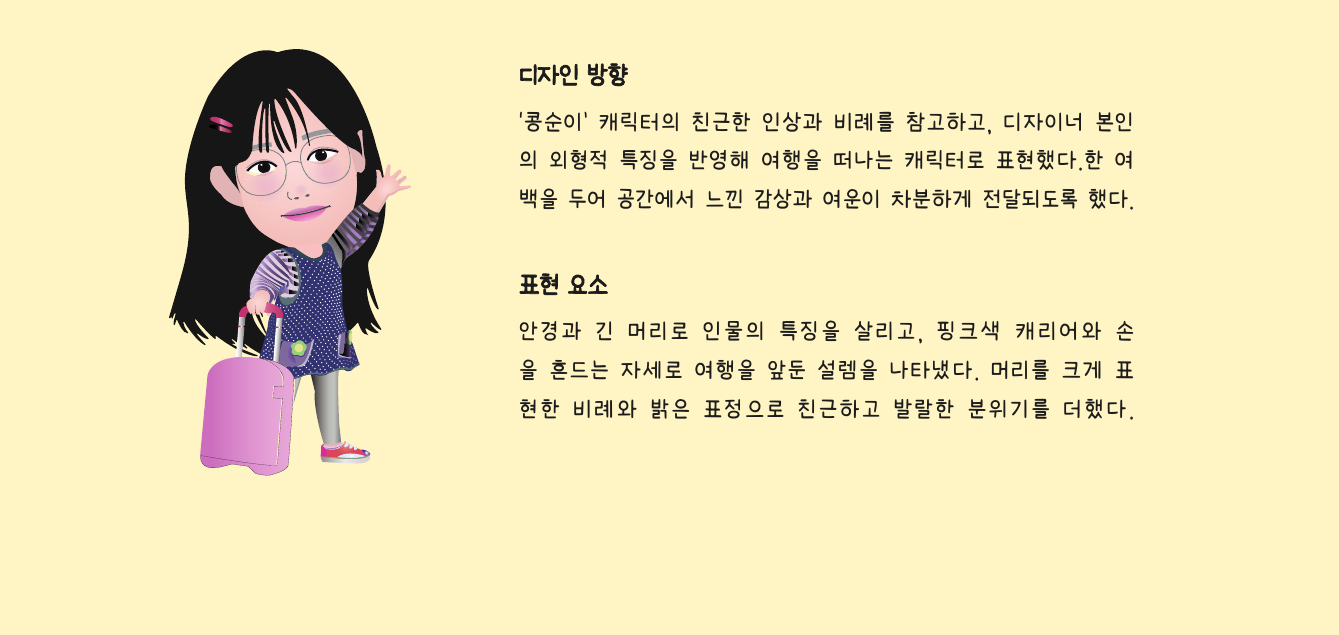 디자인 방향
'콩순이' 캐릭터의 친근한 인상과 비례를 참고하고, 디자이너 본인
의 외형적 특징을 반영해 여행을 떠나는 캐릭터로 표현했다.한 여
백을 두어 공간에서 느낀 감상과 여운이 차분하게 전달되도록 했다.
표현 요소
안경과 긴 머리로 인물의 특징을 살리고, 핑크색 캐리어와 손
을 흔드는 자세로 여행을 앞둔 설렘을 나타냈다. 머리를 크게 표
현한 비례와 밝은 표정으로 친근하고 발랄한 분위기를 더했다.